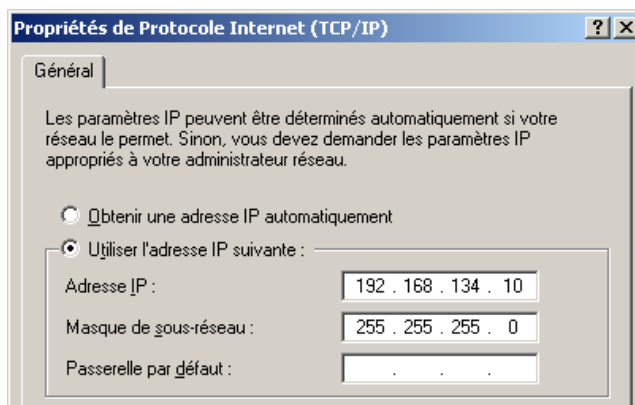 Propriétés de Protocole Internet (TCP/IP)
Général
Les paramètres IP peuvent être déterminés automatiquement si votre
réseau le permet. Sinon, vous devez demander les paramètres IP
appropriés à votre administrateur réseau.
Obtenir une adresse IP automatiquement
Utiliser l'adresse IP suivante :
Adresse IP : 192 . 168 . 134 . 10
Masque de sous-réseau : 255 . 255 . 255 . 0
Passerelle par défaut : . . .